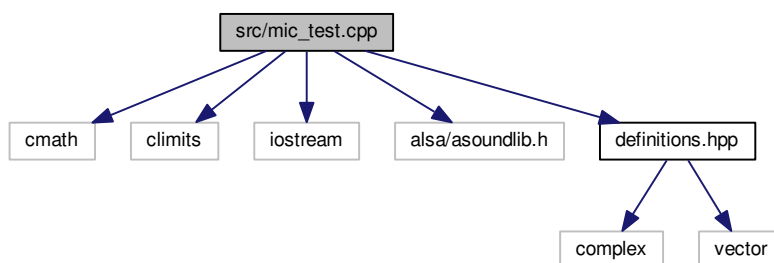 src/mic_test.cpp
cmath
climits
iostream
alsa/asoundlib.h
definitions.hpp
complex
vector